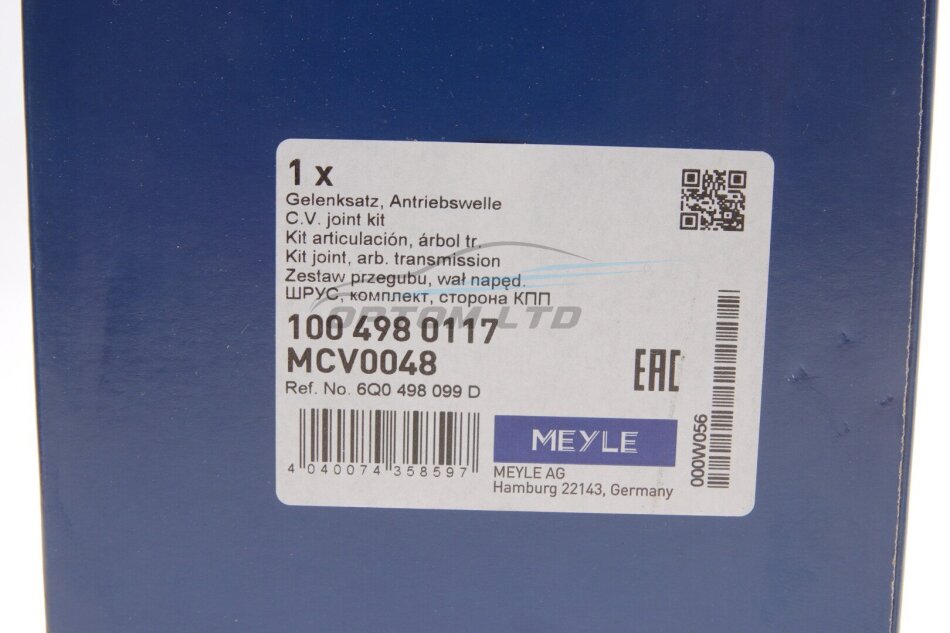 1 x
Gelenksatz, Antriebswelle
C.V. joint kit
Kit articulación, árbol tr.
Kit joint, arb. transmission
Zestaw przegubu, wał napęd.
ШРУС, комплект, сторона КПП
OPTOM LTD
100 498 0117
MCV0048
Ref. No. 6Q0 498 099 D
EAC
4 040074 358597
MEYLE
MEYLE AG
Hamburg 22143, Germany
000W056